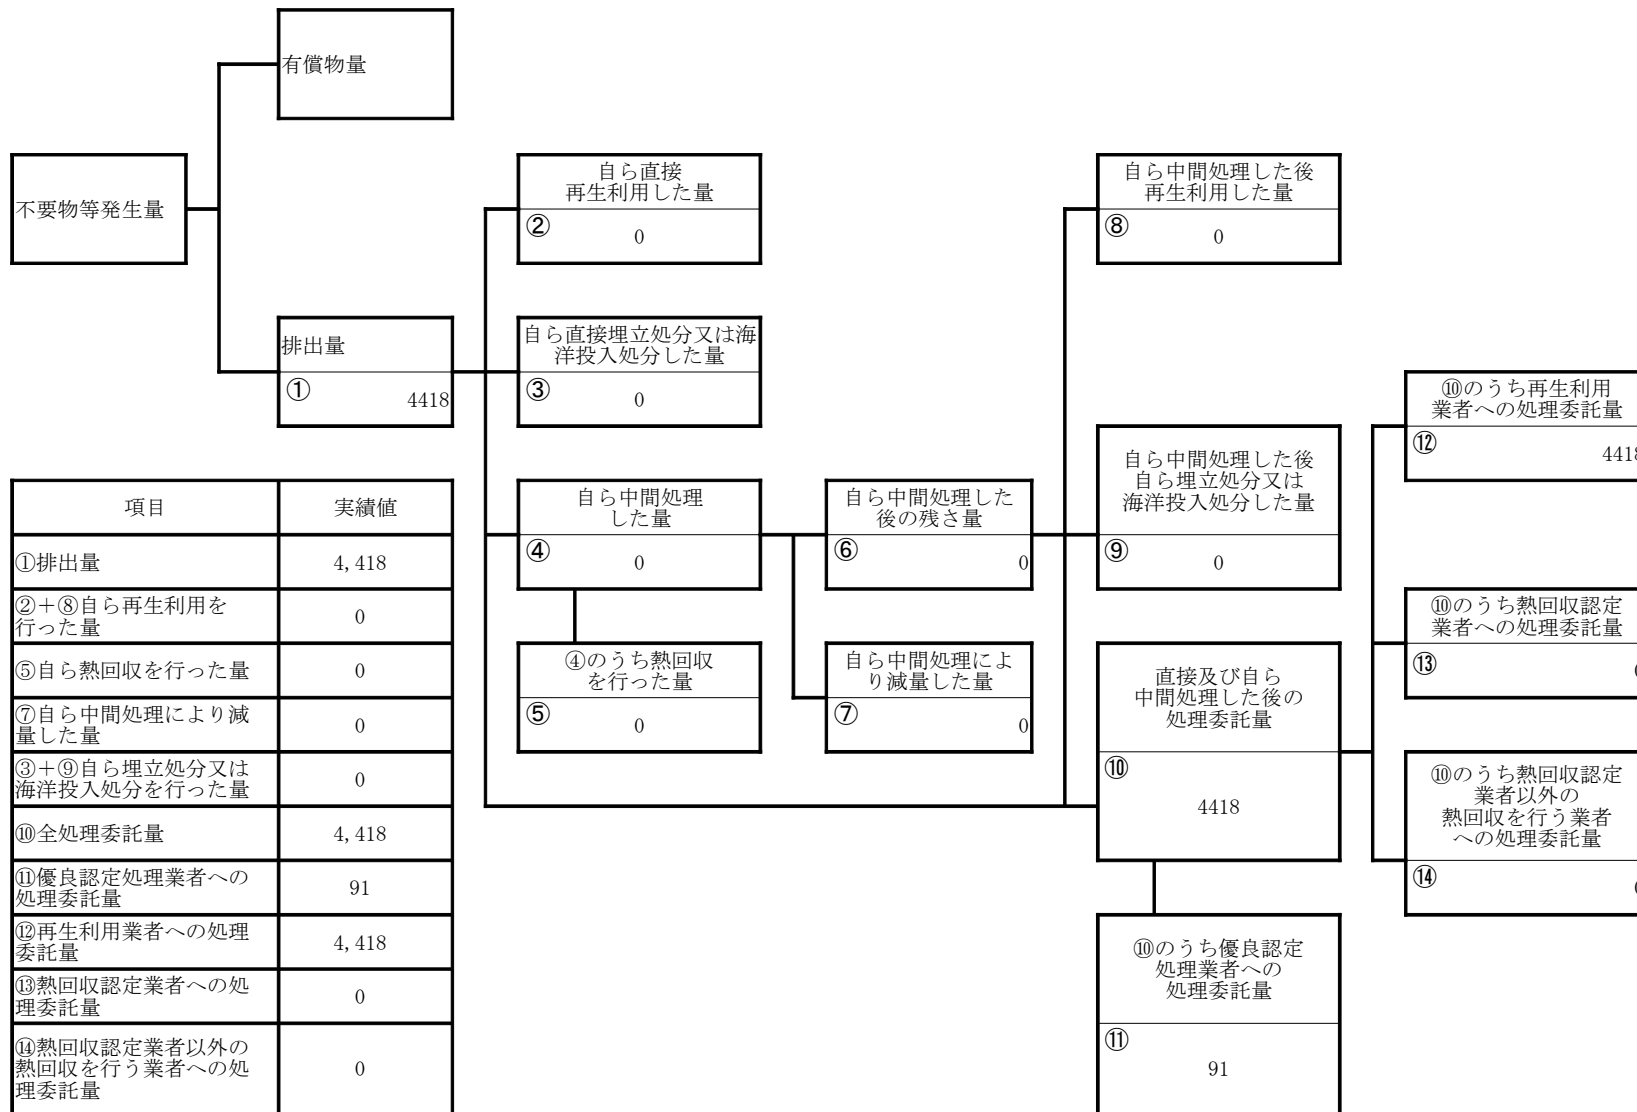 有償物量
不要物等発生量
自ら直接
再生利用した量
②
0
自ら中間処理した後
再生利用した量
⑧
0
排出量
①
4418
自ら直接埋立処分又は海
洋投入処分した量
③
0
⑩のうち再生利用
業者への処理委託量
⑫
4418
自ら中間処理した後
自ら埋立処分又は
海洋投入処分した量
⑨
0
自ら中間処理
した量
④
0
自ら中間処理した
後の残さ量
⑥
0
⑩のうち熱回収認定
業者への処理委託量
⑬
④のうち熱回収
を行った量
⑤
0
自ら中間処理によ
り減量した量
⑦
0
直接及び自ら
中間処理した後の
処理委託量
⑩
4418
⑩のうち熱回収認定
業者以外の
熱回収を行う業者
への処理委託量
⑭
⑩のうち優良認定
処理業者への
処理委託量
⑪
91
項目 実績値
①排出量 4,418
②+⑧自ら再生利用を
行った量 0
⑤自ら熱回収を行った量 0
⑦自ら中間処理により減
量した量 0
③+⑨自ら埋立処分又は
海洋投入処分を行った量 0
⑩全処理委託量 4,418
⑪優良認定処理業者への
処理委託量 91
⑫再生利用業者への処理
委託量 4,418
⑬熱回収認定業者への処
理委託量 0
⑭熱回収認定業者以外の
熱回収を行う業者への処
理委託量 0